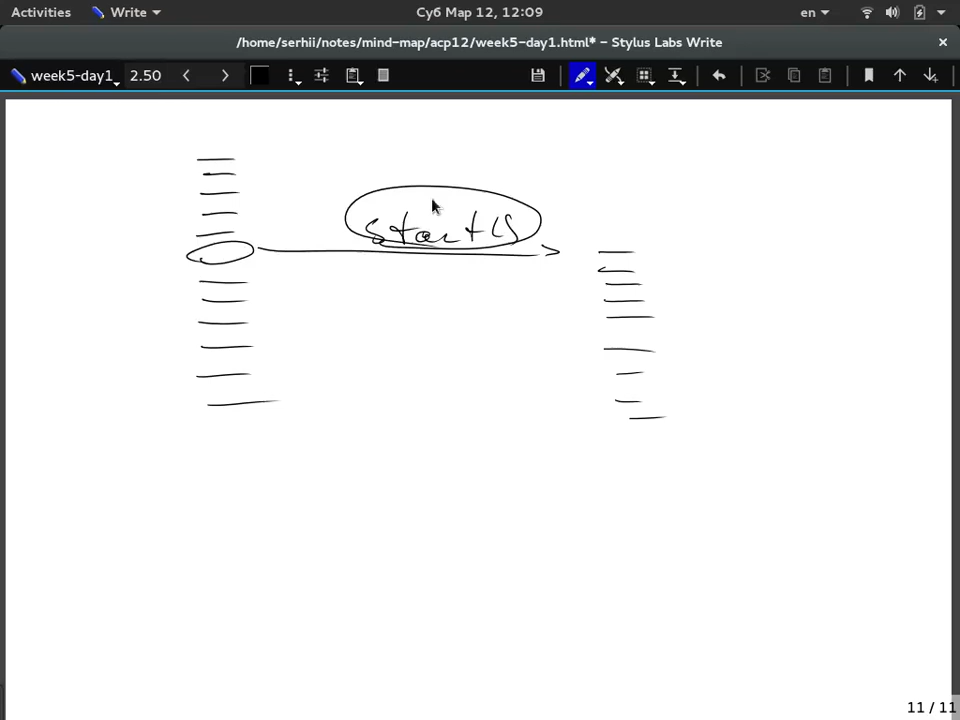 Activities Write Суб Мар 12, 12:09 en
/home/serhii/notes/mind-map/acp12/week5-day1.html* – Stylus Labs Write
week5-day1 2.50
start()
11 / 11